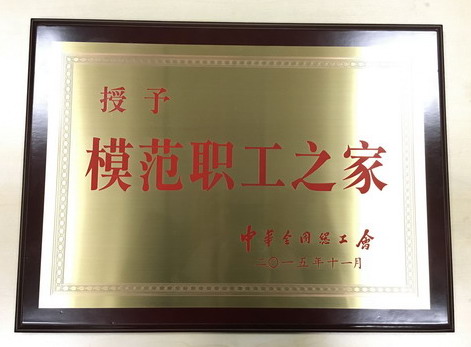 授予
模范职工之家
中华全国总工會
二〇一五年十一月